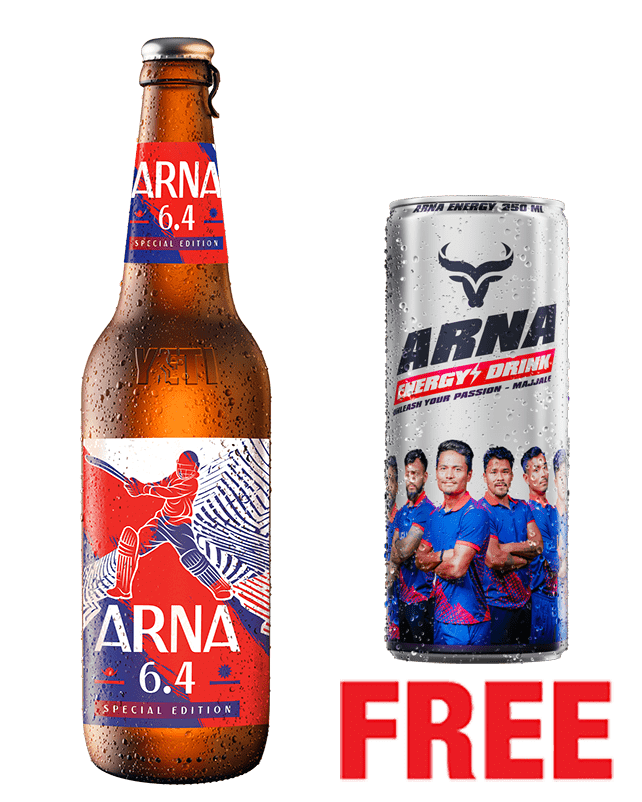 ARNA
6.4
SPECIAL EDITION
YETI
ARNA
6.4
SPECIAL EDITION
ARNA ENERGY 250 ML
ARNA
ENERGY DRINK
UNLEASH YOUR PASSION - MAJJALE
FREE